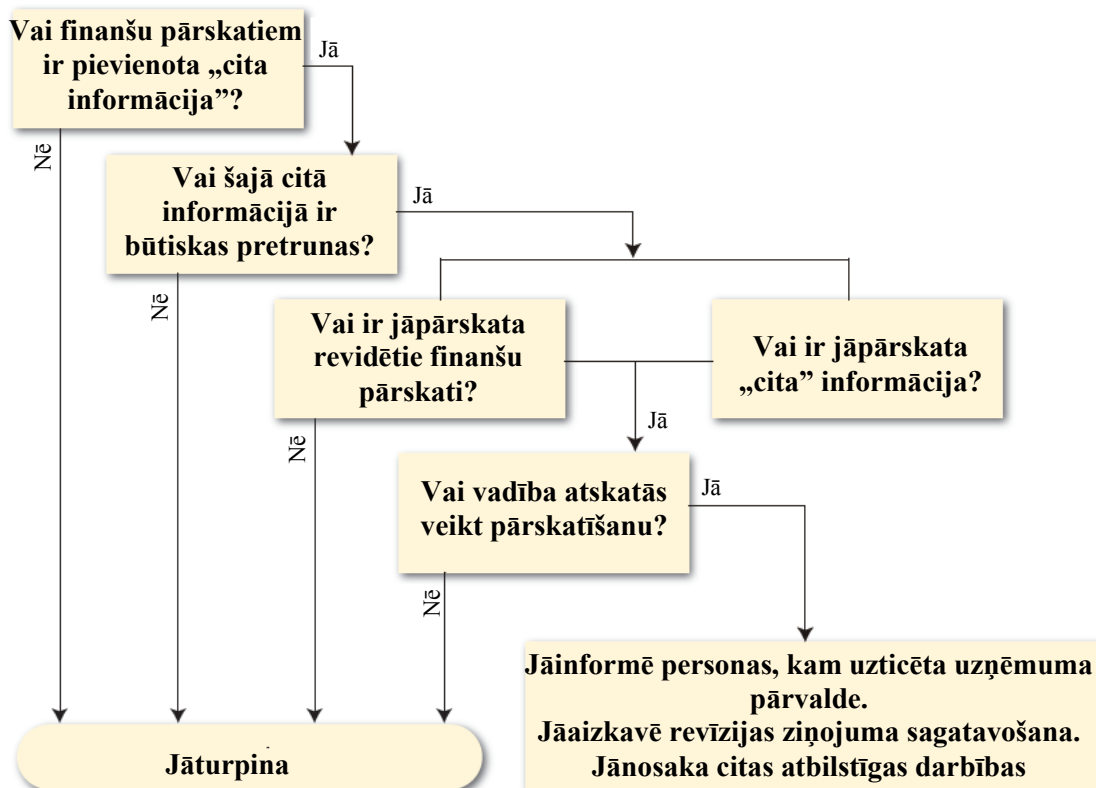 Vai finanšu pārskatiem
ir pievienota „cita
informācija”?
Jā
Nē
Vai šajā citā
informācijā ir
būtiskas pretrunas?
Jā
Nē
Vai ir jāpārskata
revidētie finanšu
pārskati?
Vai ir jāpārskata
„cita” informācija?
Jā
Nē
Vai vadība atskatās
veikt pārskatīšanu?
Jā
Nē
Jāinformē personas, kam uzticēta uzņēmuma
pārvalde.
Jāaizkavē revīzijas ziņojuma sagatavošana.
Jānosaka citas atbilstīgas darbības
Jāturpina